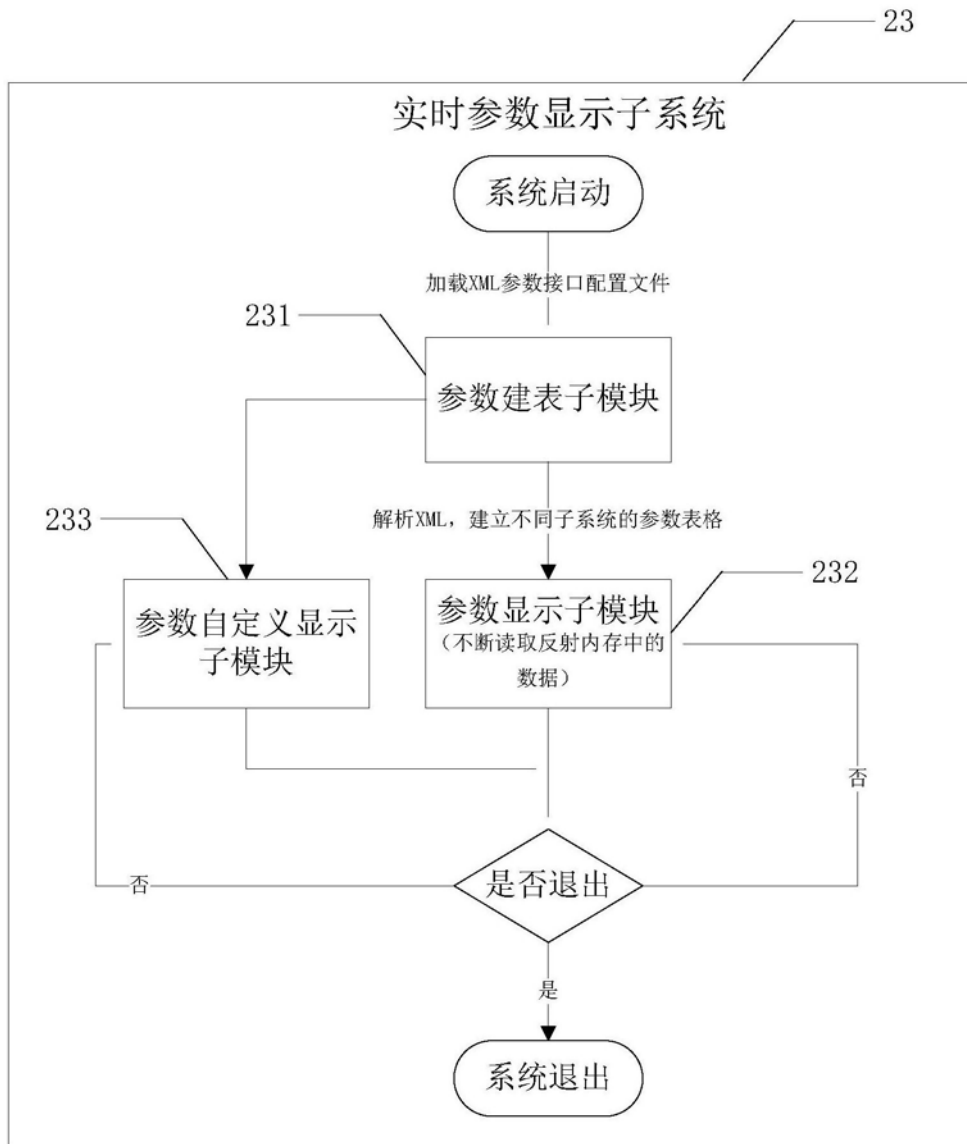 23
实时参数显示子系统
系统启动
加载XML参数接口配置文件
231
参数建表子模块
解析XML，建立不同子系统的参数表格
233
232
参数自定义显示
子模块
参数显示子模块
（不断读取反射内存中的
数据）
否
否
是否退出
是
系统退出